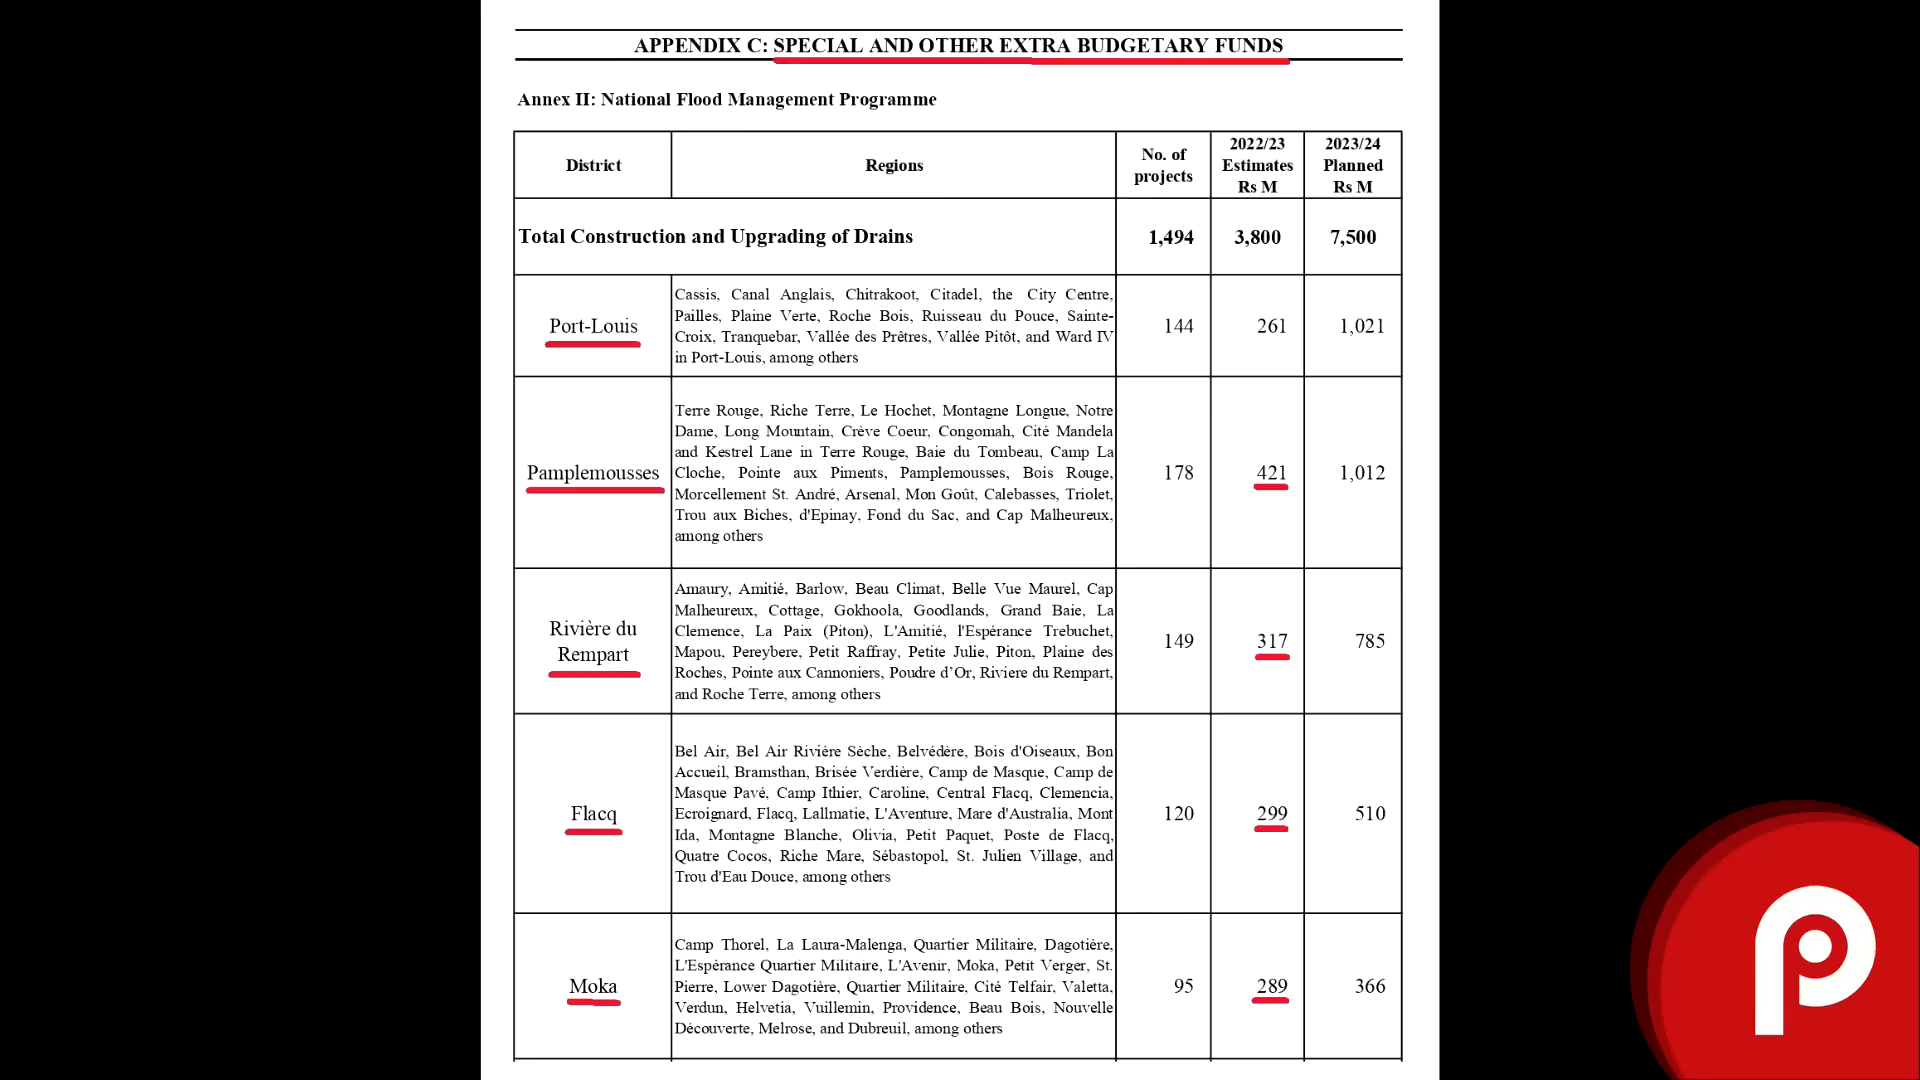 APPENDIX C: SPECIAL AND OTHER EXTRA BUDGETARY FUNDS
Annex II: National Flood Management Programme
District
Regions
No. of
projects
2022/23
Estimates
Rs M
2023/24
Planned
Rs M
Total Construction and Upgrading of Drains
1,494
3,800
7,500
Port-Louis
Cassis, Canal Anglais, Chitrakoot, Citadel, the City Centre,
Pailles, Plaine Verte, Roche Bois, Ruisseau du Pouce, Sainte-
Croix, Tranquebar, Vallée des Prêtres, Vallée Pitôt, and Ward IV
in Port-Louis, among others
144
261
1,021
Pamplemousses
Terre Rouge, Riche Terre, Le Hochet, Montagne Longue, Notre
Dame, Long Mountain, Crève Coeur, Congomah, Cité Mandela
and Kestrel Lane in Terre Rouge, Baie du Tombeau, Camp La
Cloche, Pointe aux Piments, Pamplemousses, Bois Rouge,
Morcellement St. André, Arsenal, Mon Goût, Calebasses, Triolet,
Trou aux Biches, d'Epinay, Fond du Sac, and Cap Malheureux,
among others
178
421
1,012
Rivière du
Rempart
Amaury, Amitié, Barlow, Beau Climat, Belle Vue Maurel, Cap
Malheureux, Cottage, Gokhoola, Goodlands, Grand Baie, La
Clemence, La Paix (Piton), L'Amitié, l'Espérance Trebuchet,
Mapou, Pereybere, Petit Raffray, Petite Julie, Piton, Plaine des
Roches, Pointe aux Cannoniers, Poudre d’Or, Riviere du Rempart,
and Roche Terre, among others
149
317
785
Flacq
Bel Air, Bel Air Rivière Sèche, Belvédère, Bois d'Oiseaux, Bon
Accueil, Bramsthan, Brisée Verdière, Camp de Masque, Camp de
Masque Pavé, Camp Ithier, Caroline, Central Flacq, Clemencia,
Ecroignard, Flacq, Lallmatie, L'Aventure, Mare d'Australia, Mont
Ida, Montagne Blanche, Olivia, Petit Paquet, Poste de Flacq,
Quatre Cocos, Riche Mare, Sébastopol, St. Julien Village, and
Trou d'Eau Douce, among others
120
299
510
Moka
Camp Thorel, La Laura-Malenga, Quartier Militaire, Dagotière,
L'Espérance Quartier Militaire, L'Avenir, Moka, Petit Verger, St.
Pierre, Lower Dagotière, Quartier Militaire, Cité Telfair, Valetta,
Verdun, Helvetia, Vuillemin, Providence, Beau Bois, Nouvelle
Découverte, Melrose, and Dubreuil, among others
95
289
366